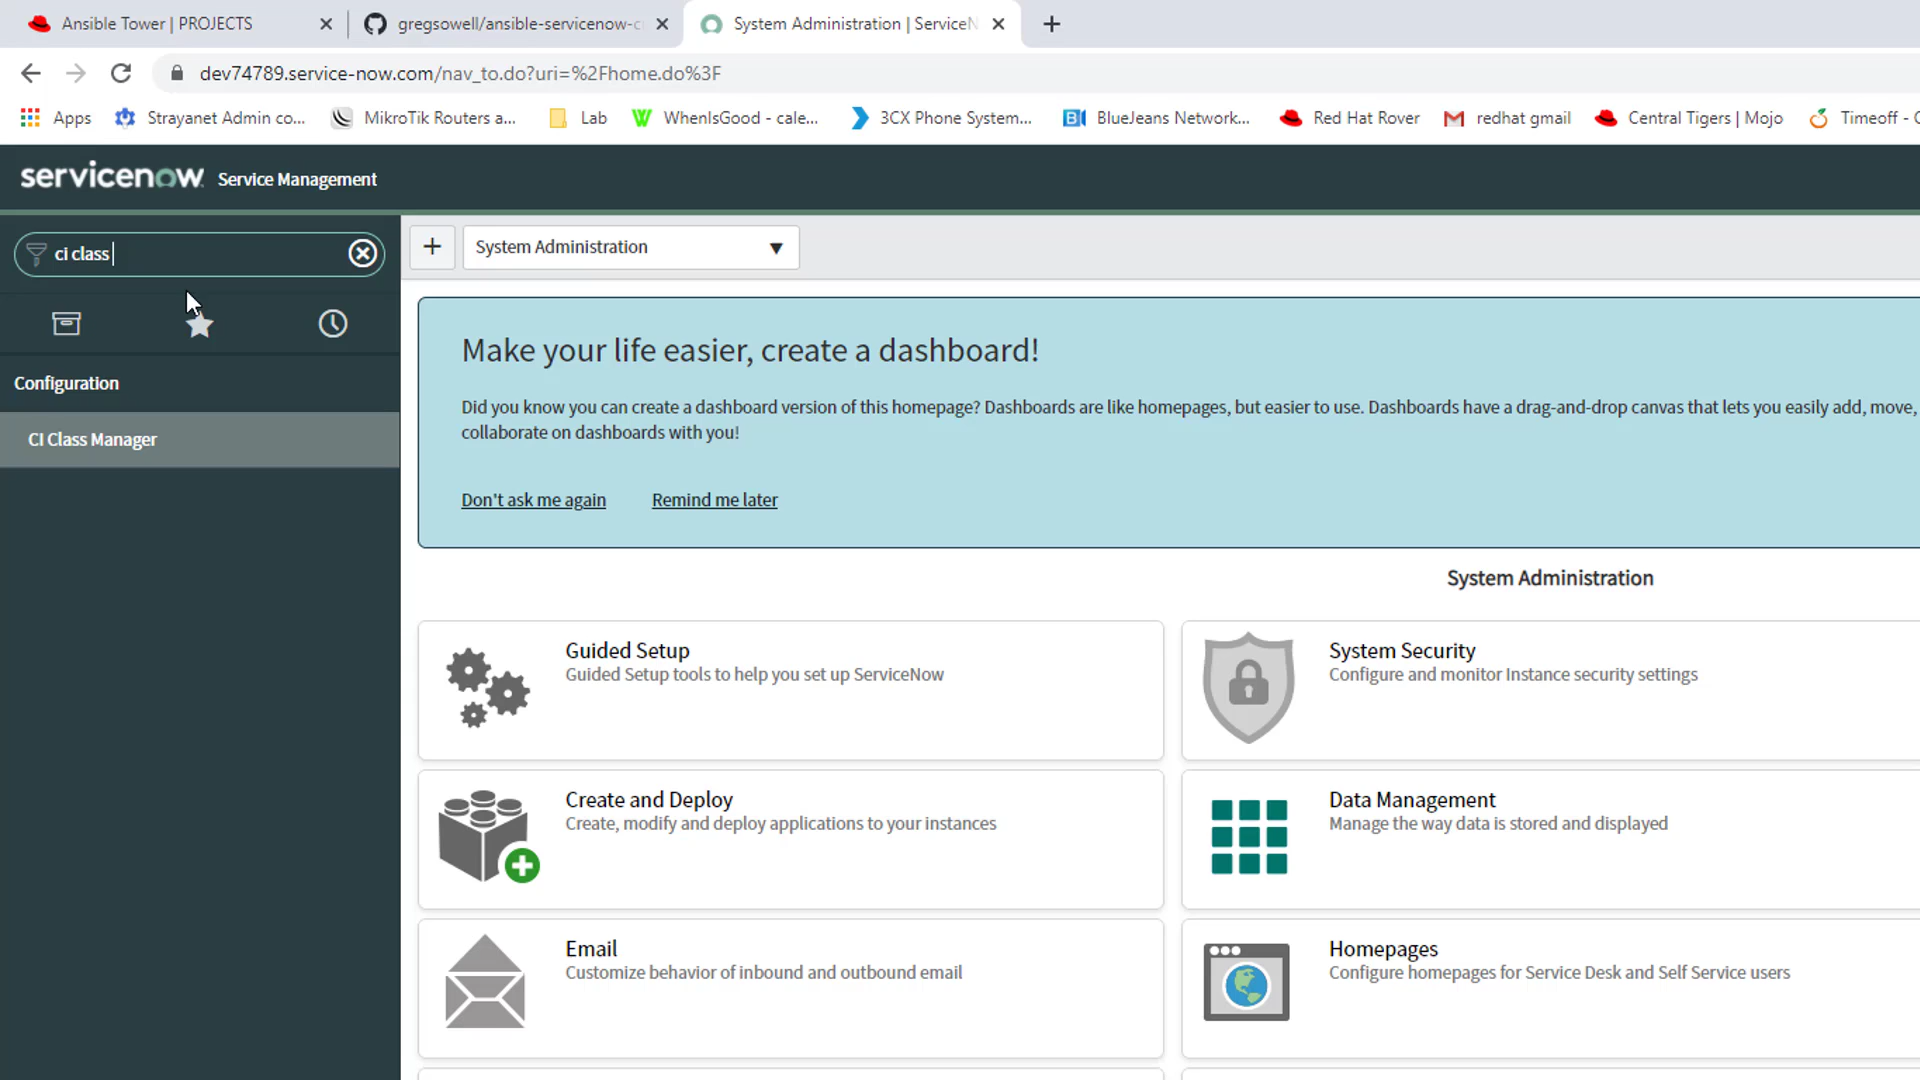 Ansible Tower | PROJECTS
gregsowell/ansible-servicenow-c
System Administration | ServiceN
dev74789.service-now.com/nav_to.do?uri=%2Fhome.do%3F
Apps
Strayanet Admin co...
MikroTik Routers a...
Lab
WhenIsGood - cale...
3CX Phone System...
BlueJeans Network...
Red Hat Rover
redhat gmail
Central Tigers | Mojo
Timeoff - C
servicenow Service Management
ci class
System Administration
Configuration
CI Class Manager
Make your life easier, create a dashboard!
Did you know you can create a dashboard version of this homepage? Dashboards are like homepages, but easier to use. Dashboards have a drag-and-drop canvas that lets you easily add, move,
collaborate on dashboards with you!
Don't ask me again
Remind me later
System Administration
Guided Setup
Guided Setup tools to help you set up ServiceNow
System Security
Configure and monitor Instance security settings
Create and Deploy
Create, modify and deploy applications to your instances
Data Management
Manage the way data is stored and displayed
Email
Customize behavior of inbound and outbound email
Homepages
Configure homepages for Service Desk and Self Service users